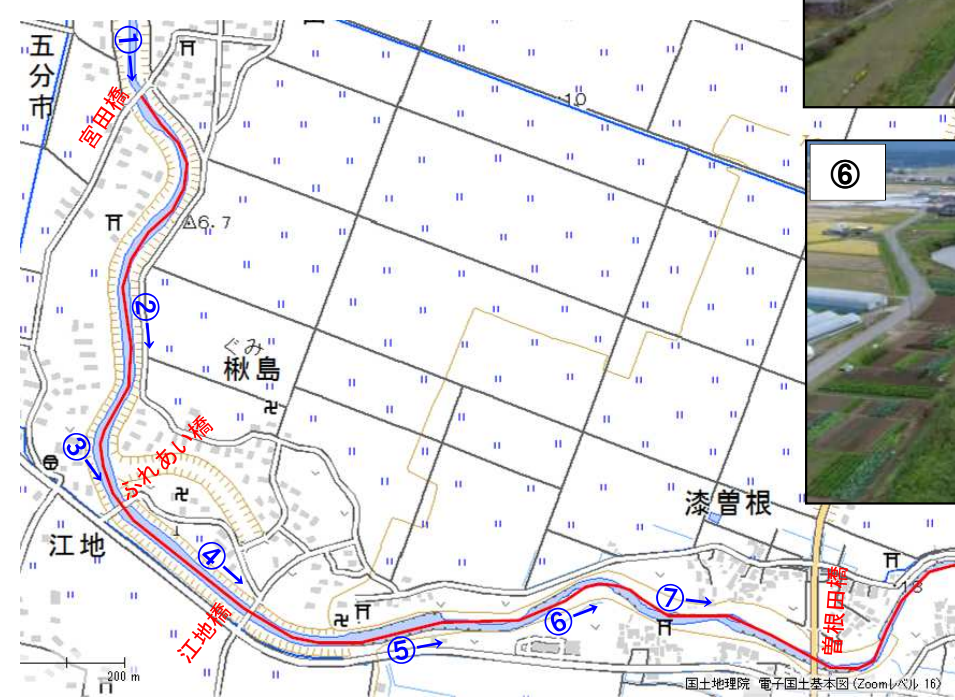 ①
五分市
宮田橋
10
⑥
6.7
②
ぐみ
楸島
③
ふれあい橋
江地
④
江地橋
漆曽根
⑦
⑥
⑤
曽根田橋
13
200 m
国土地理院 電子国土基本図 (Zoomレベル 16)